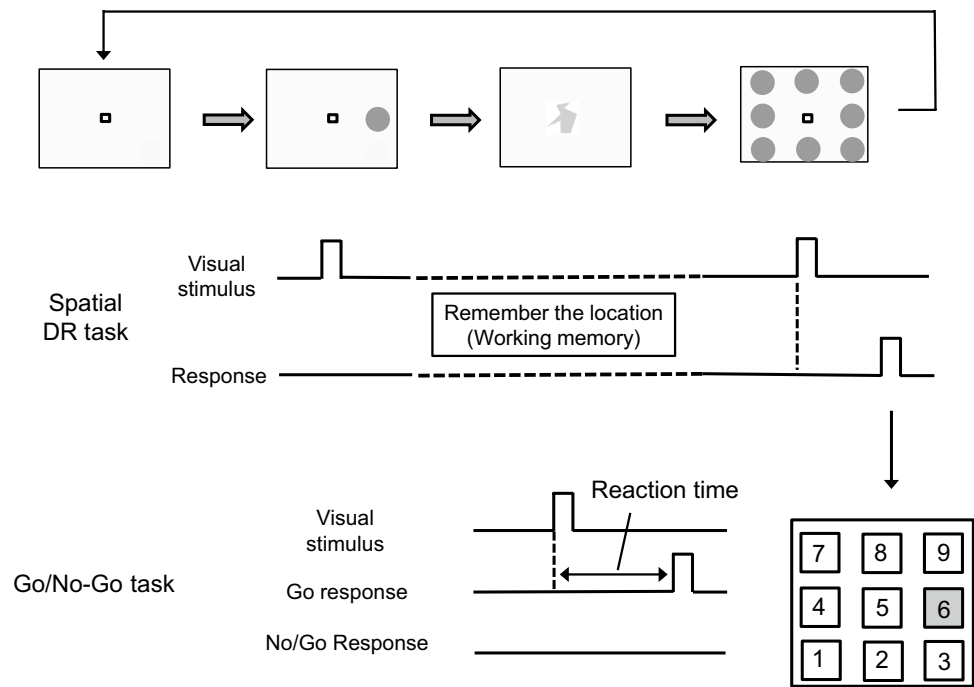 Visual
stimulus
Spatial
DR task
Remember the location
(Working memory)
Response
Reaction time
Visual
stimulus
Go/No-Go task
Go response
No/Go Response
7 8 9
4 5 6
1 2 3